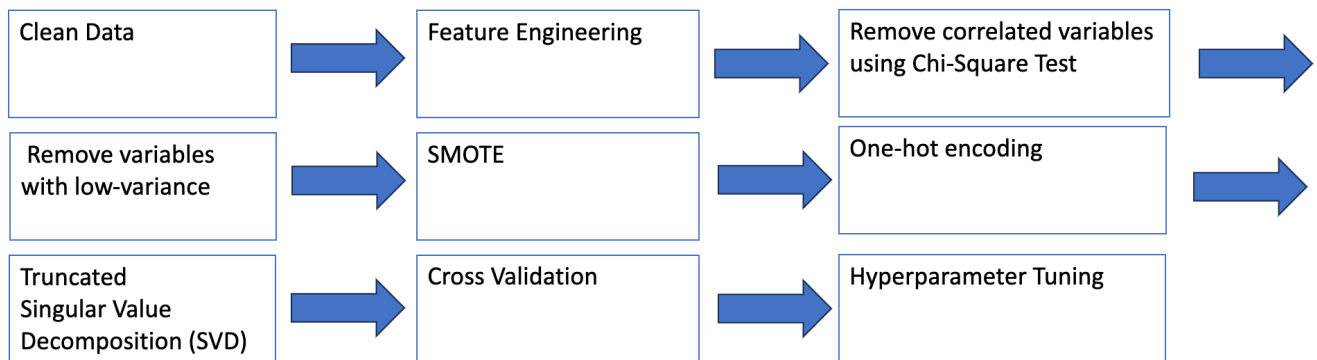 Clean Data
Feature Engineering
Remove correlated variables
using Chi-Square Test
Remove variables
with low-variance
SMOTE
One-hot encoding
Truncated
Singular Value
Decomposition (SVD)
Cross Validation
Hyperparameter Tuning